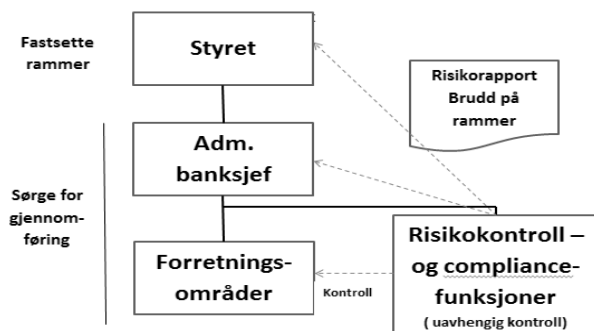 Fastsette
rammer
Styret
Risikorapport
Brudd på
rammer
Adm.
banksjef
Sørge for
gjennom-
føring
Forretnings-
områder
Kontroll
Risikokontroll –
og compliance-
funksjoner
( uavhengig kontroll)